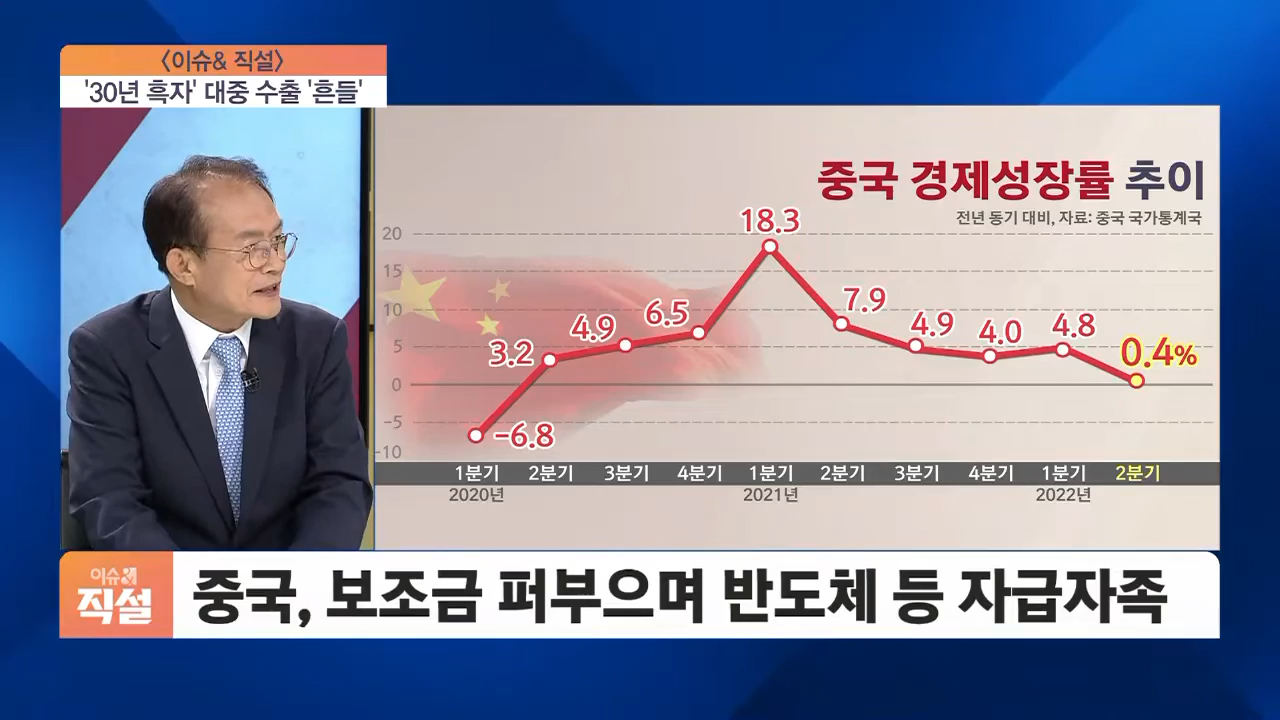 〈이슈& 직설〉
'30년 흑자' 대중 수출 '흔들'
중국 경제성장률 추이
전년 동기 대비, 자료: 중국 국가통계국
20
15
10
5
0
-5
-10
-6.8
3.2
4.9
6.5
18.3
7.9
4.9
4.0
4.8
0.4%
1분기 2분기 3분기 4분기 1분기 2분기 3분기 4분기 1분기 2분기
2020년 2021년 2022년
이슈&
직설
중국, 보조금 퍼부으며 반도체 등 자급자족